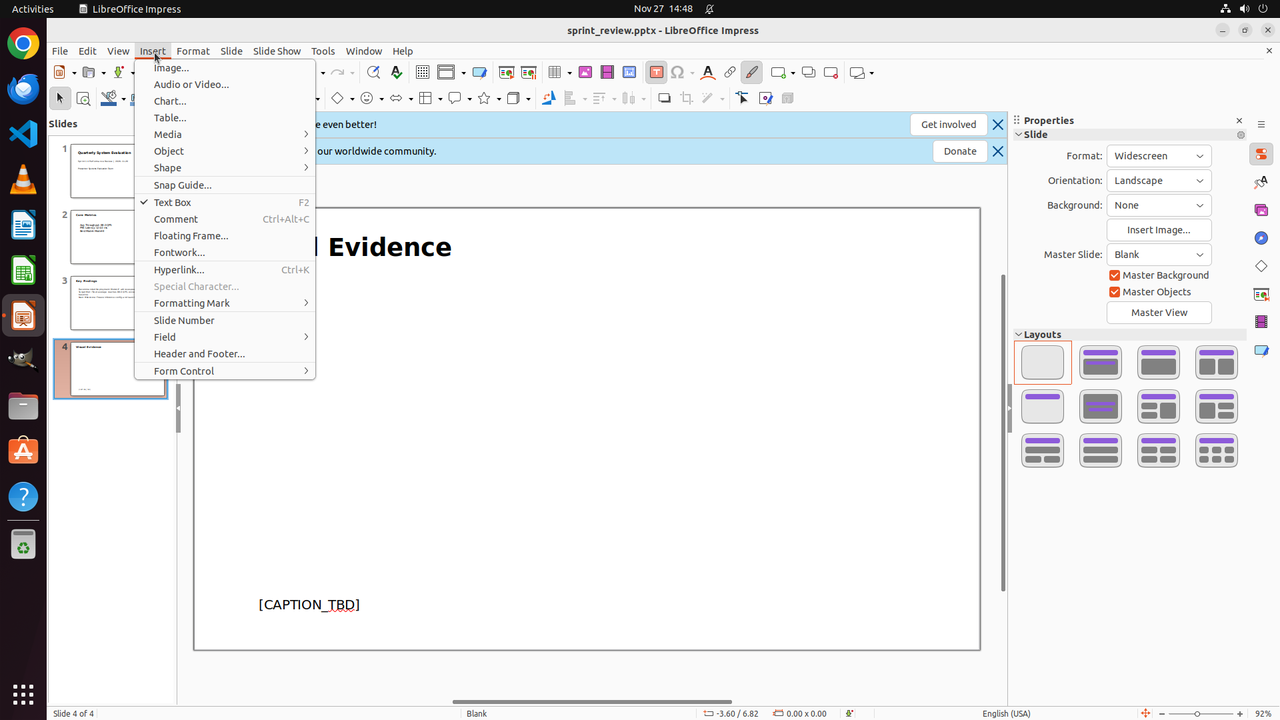 Activities
LibreOffice Impress
Nov 27 14:48
sprint_review.pptx - LibreOffice Impress
File Edit View Insert Format Slide Slide Show Tools Window Help
Image...
Audio or Video...
Chart...
Table...
Media
Object
Shape
Snap Guide...
Text Box F2
Comment Ctrl+Alt+C
Floating Frame...
Fontwork...
Hyperlink... Ctrl+K
Special Character...
Formatting Mark
Slide Number
Field
Header and Footer...
Form Control
Slides
1
Quarterly System Evaluation
2
3
Key Findings
4
Visual Evidence
e even better!
Get involved
our worldwide community.
Donate
Evidence
[CAPTION_TBD]
Properties
Slide
Format: Widescreen
Orientation: Landscape
Background: None
Insert Image...
Master Slide: Blank
Master Background
Master Objects
Master View
Layouts
Slide 4 of 4
Blank
-3.60 / 6.82
0.00 x 0.00
English (USA)
92%